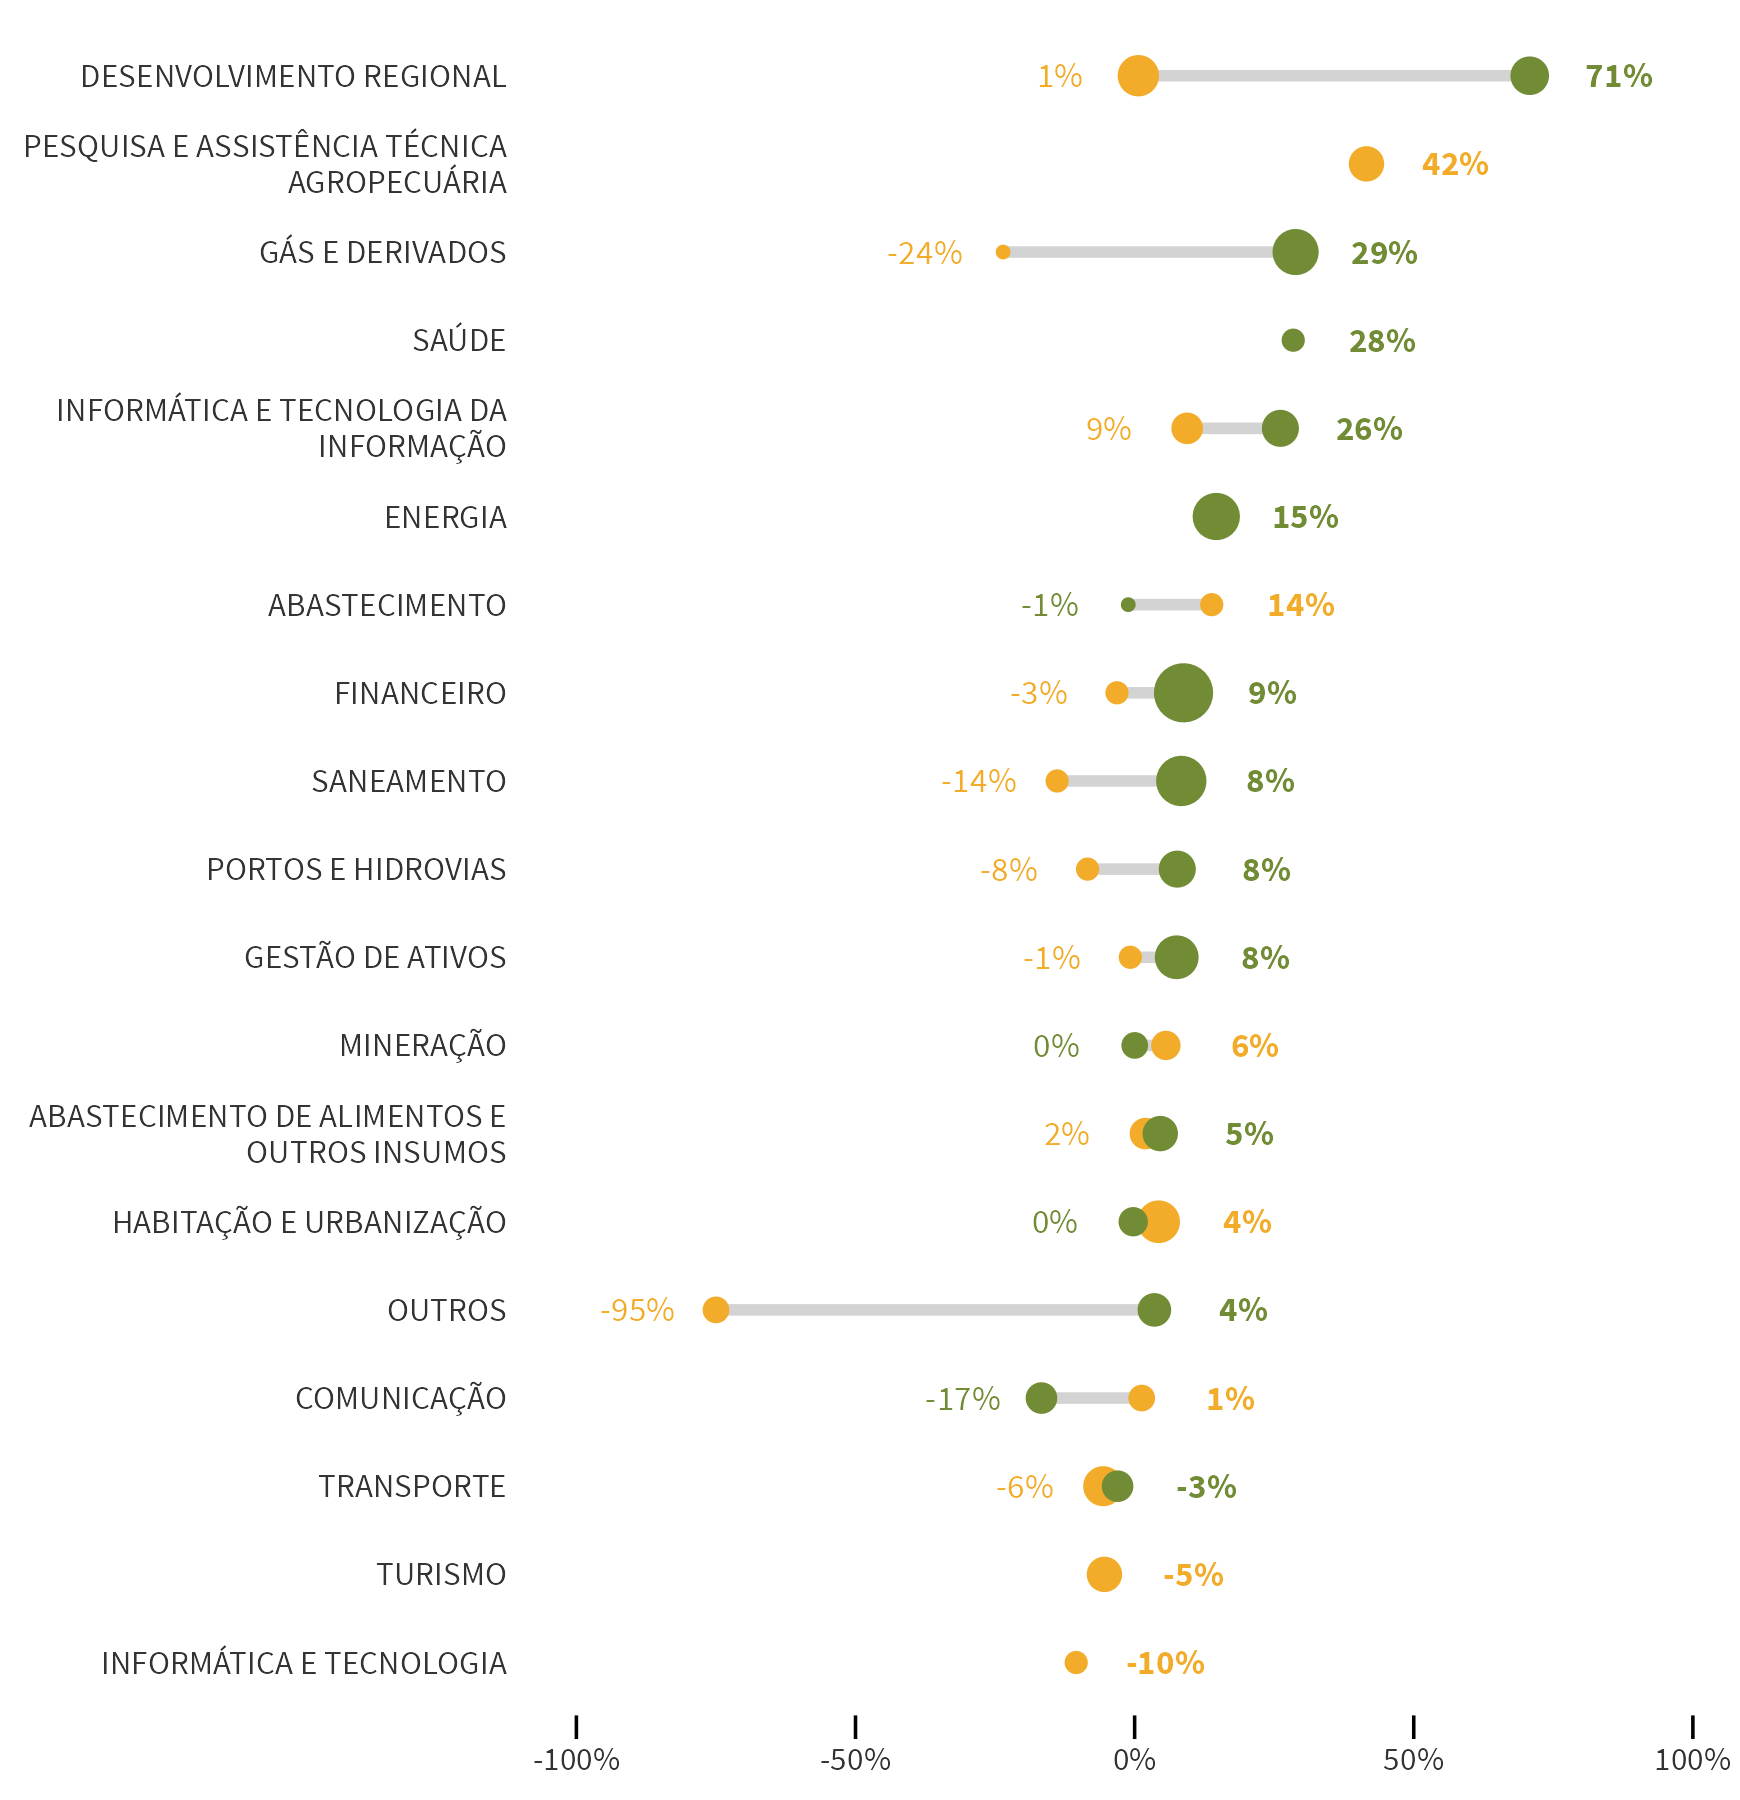 DESENVOLVIMENTO REGIONAL 1% 71%
PESQUISA E ASSISTÊNCIA TÉCNICA
AGROPECUÁRIA 42%
GÁS E DERIVADOS -24% 29%
SAÚDE 28%
INFORMÁTICA E TECNOLOGIA DA
INFORMAÇÃO 9% 26%
ENERGIA 15%
ABASTECIMENTO -1% 14%
FINANCEIRO -3% 9%
SANEAMENTO -14% 8%
PORTOS E HIDROVIAS -8% 8%
GESTÃO DE ATIVOS -1% 8%
MINERAÇÃO 0% 6%
ABASTECIMENTO DE ALIMENTOS E
OUTROS INSUMOS 2% 5%
HABITAÇÃO E URBANIZAÇÃO 0% 4%
OUTROS -95% 4%
COMUNICAÇÃO -17% 1%
TRANSPORTE -6% -3%
TURISMO -5%
INFORMÁTICA E TECNOLOGIA -10%
-100% -50% 0% 50% 100%